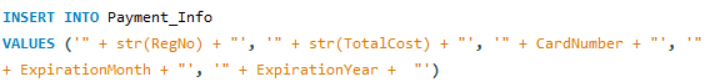 INSERT INTO Payment_Info
VALUES ('" + str(RegNo) + "', '" + str(TotalCost) + "', '" + CardNumber + "', '"
+ ExpirationMonth + "', '" + ExpirationYear +  "')